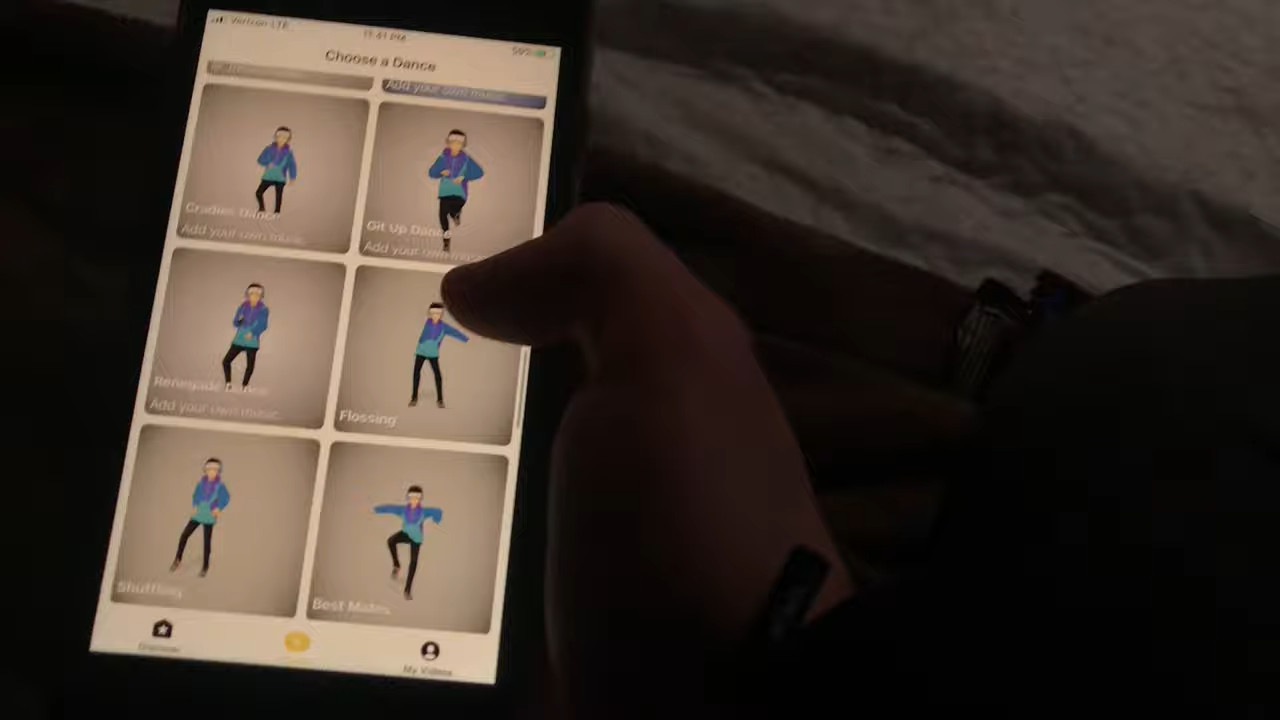 Verizon LTE
11:41 PM
Choose a Dance
Add your own music
Cradles Dance
Add your own music
Git Up Dance
Add your own music
Renegade Dance
Add your own music
Flossing
Shuffling
Best Mates
Discover
My Videos